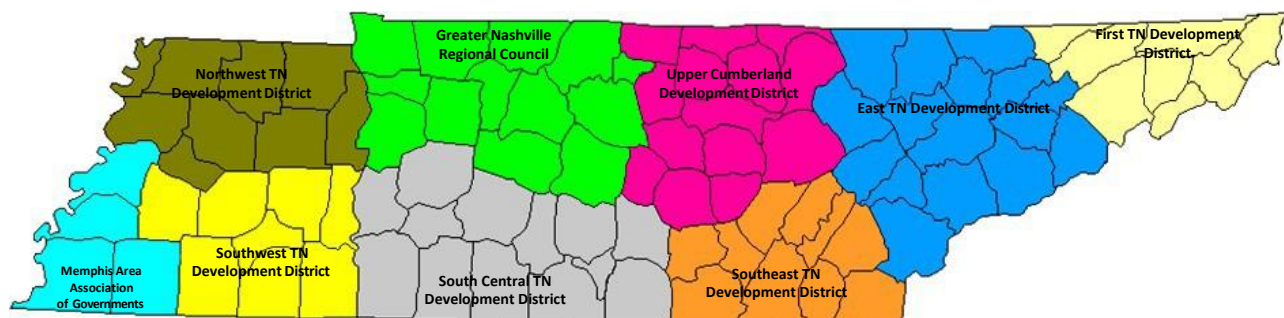 Northwest TN
Development District
Greater Nashville
Regional Council
Upper Cumberland
Development District
East TN Development District
First TN Development
District
Memphis Area
Association
of Governments
Southwest TN
Development District
South Central TN
Development District
Southeast TN
Development District